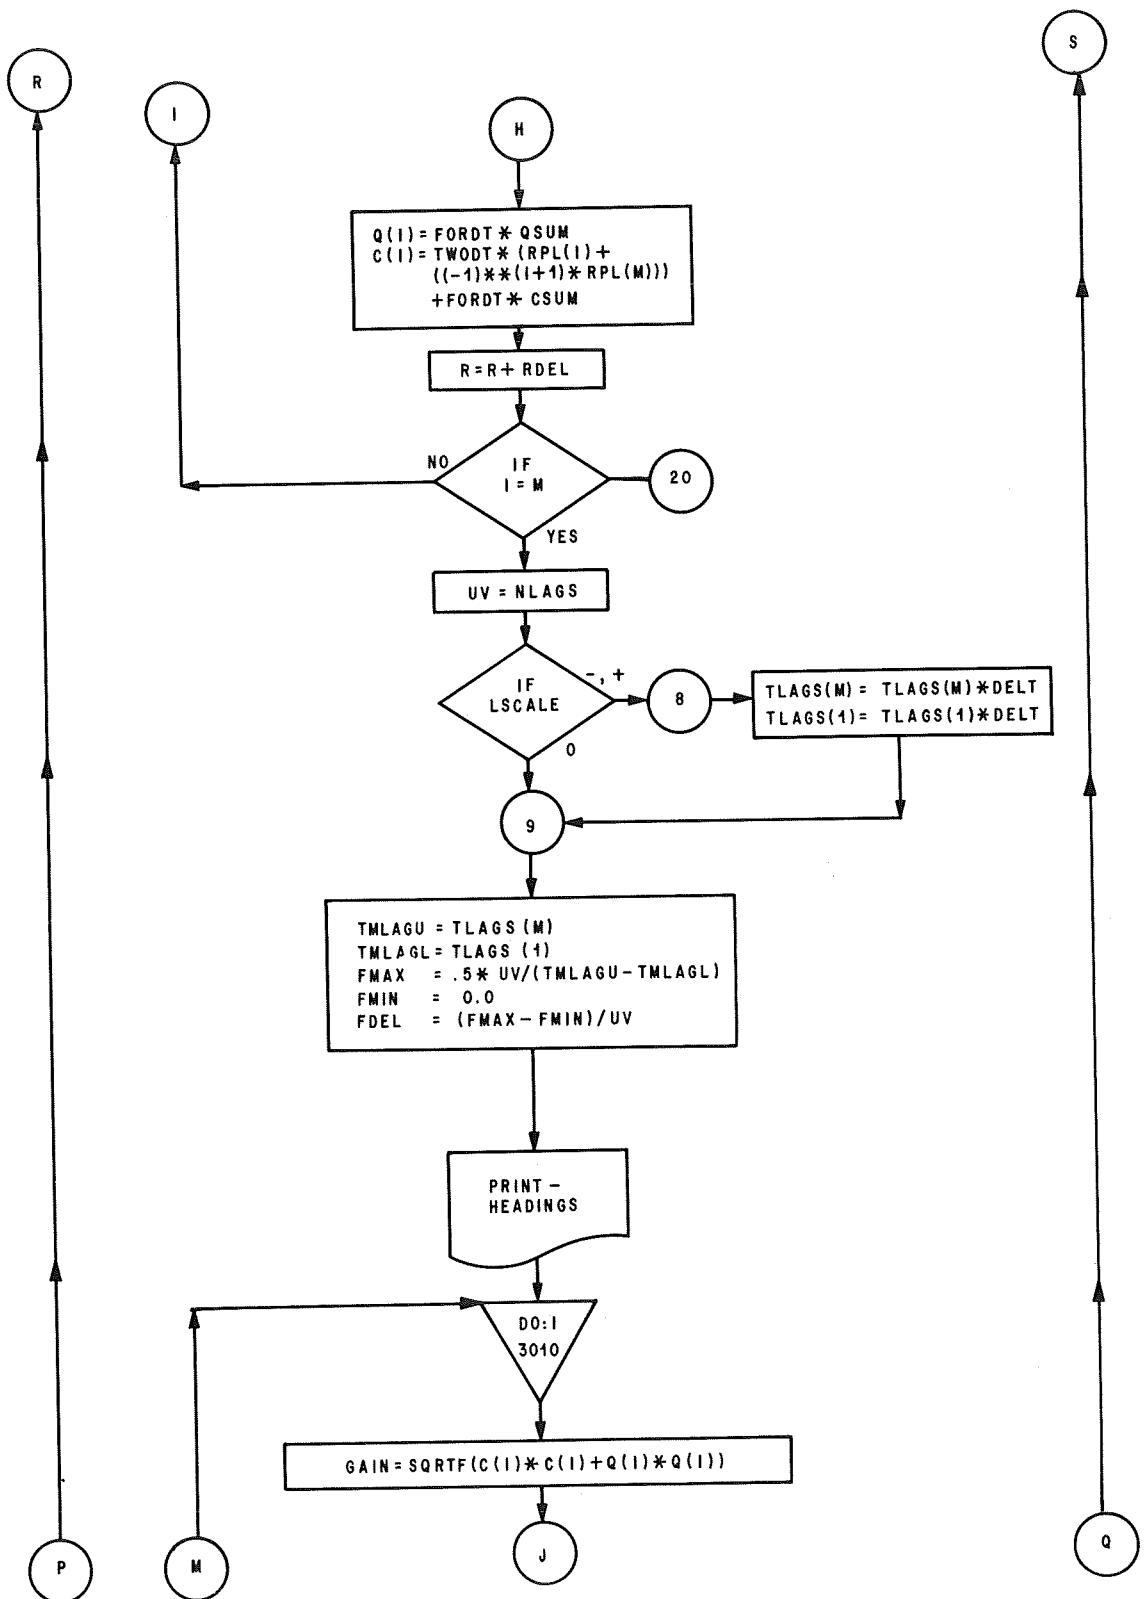 S
R
I
H
Q(I)= FORDT * QSUM
C(I)= TWODT * (RPL(I)+
((-1)**(I+1)*RPL(M)))
+FORDT* CSUM
R=R+ RDEL
NO
IF
I=M
20
YES
UV = NLAGS
IF
LSCALE
-, +
8
TLAGS(M)= TLAGS(M)*DELT
TLAGS(1)= TLAGS(1)*DELT
0
9
TMLAGU = TLAGS (M)
TMLAGL = TLAGS (1)
FMAX = .5* UV/(TMLAGU-TMLAGL)
FMIN = 0.0
FDEL = (FMAX-FMIN)/UV
PRINT-
HEADINGS
DO:I
3010
GAIN=SQRTF(C(I)*C(I)+Q(I)*Q(I))
P
M
J
Q